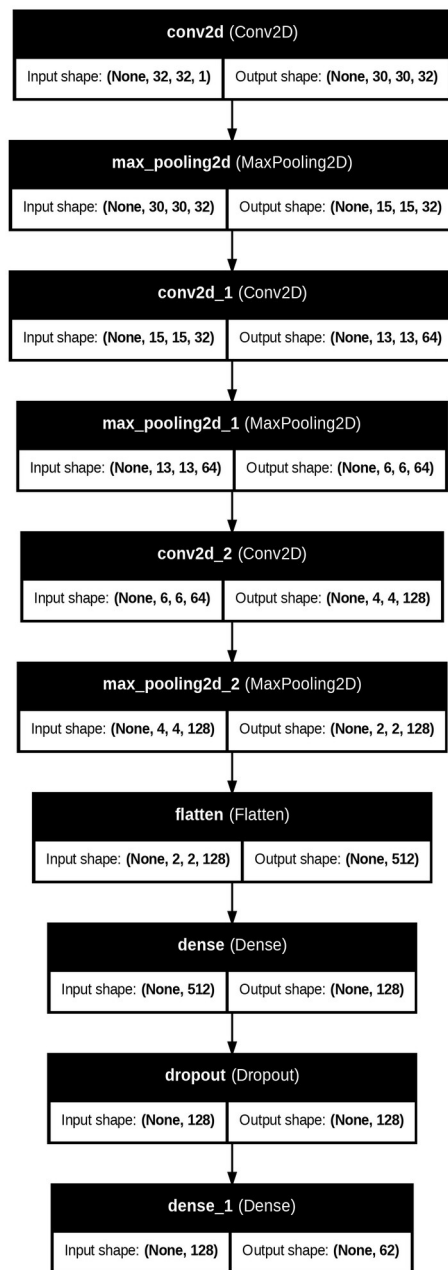 conv2d (Conv2D)
Input shape: (None, 32, 32, 1) Output shape: (None, 30, 30, 32)
max_pooling2d (MaxPooling2D)
Input shape: (None, 30, 30, 32) Output shape: (None, 15, 15, 32)
conv2d_1 (Conv2D)
Input shape: (None, 15, 15, 32) Output shape: (None, 13, 13, 64)
max_pooling2d_1 (MaxPooling2D)
Input shape: (None, 13, 13, 64) Output shape: (None, 6, 6, 64)
conv2d_2 (Conv2D)
Input shape: (None, 6, 6, 64) Output shape: (None, 4, 4, 128)
max_pooling2d_2 (MaxPooling2D)
Input shape: (None, 4, 4, 128) Output shape: (None, 2, 2, 128)
flatten (Flatten)
Input shape: (None, 2, 2, 128) Output shape: (None, 512)
dense (Dense)
Input shape: (None, 512) Output shape: (None, 128)
dropout (Dropout)
Input shape: (None, 128) Output shape: (None, 128)
dense_1 (Dense)
Input shape: (None, 128) Output shape: (None, 62)